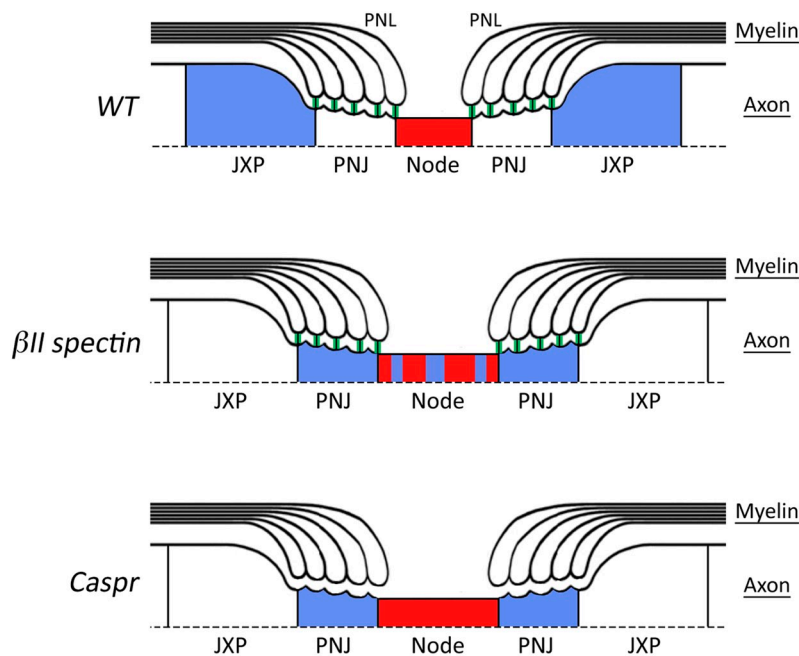 PNL PNL
Myelin
WT
Axon
JXP PNJ Node PNJ JXP
Myelin
βII spectin
Axon
JXP PNJ Node PNJ JXP
Myelin
Caspr
Axon
JXP PNJ Node PNJ JXP